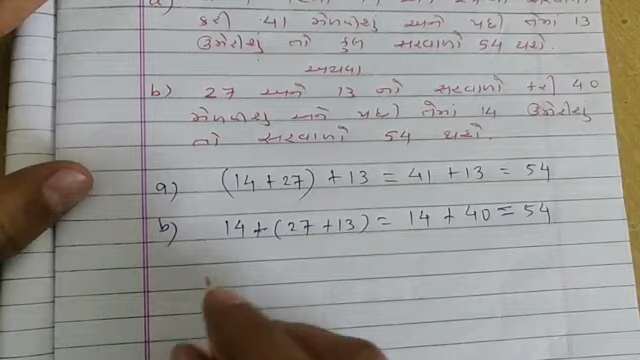 કરી 41 મેળવીશું અને પછી તેમાં 13
ઉમેરીશું તો કુલ સરવાળો 54 થશે.
અથવા
b) 27 અને 13 નો સરવાળો કરી 40
મેળવીશું અને પછી તેમાં 14 ઉમેરીશું
તો સરવાળો 54 થશે.
a) (14 + 27) + 13 = 41 + 13 = 54
b) 14 + (27 + 13) = 14 + 40 = 54